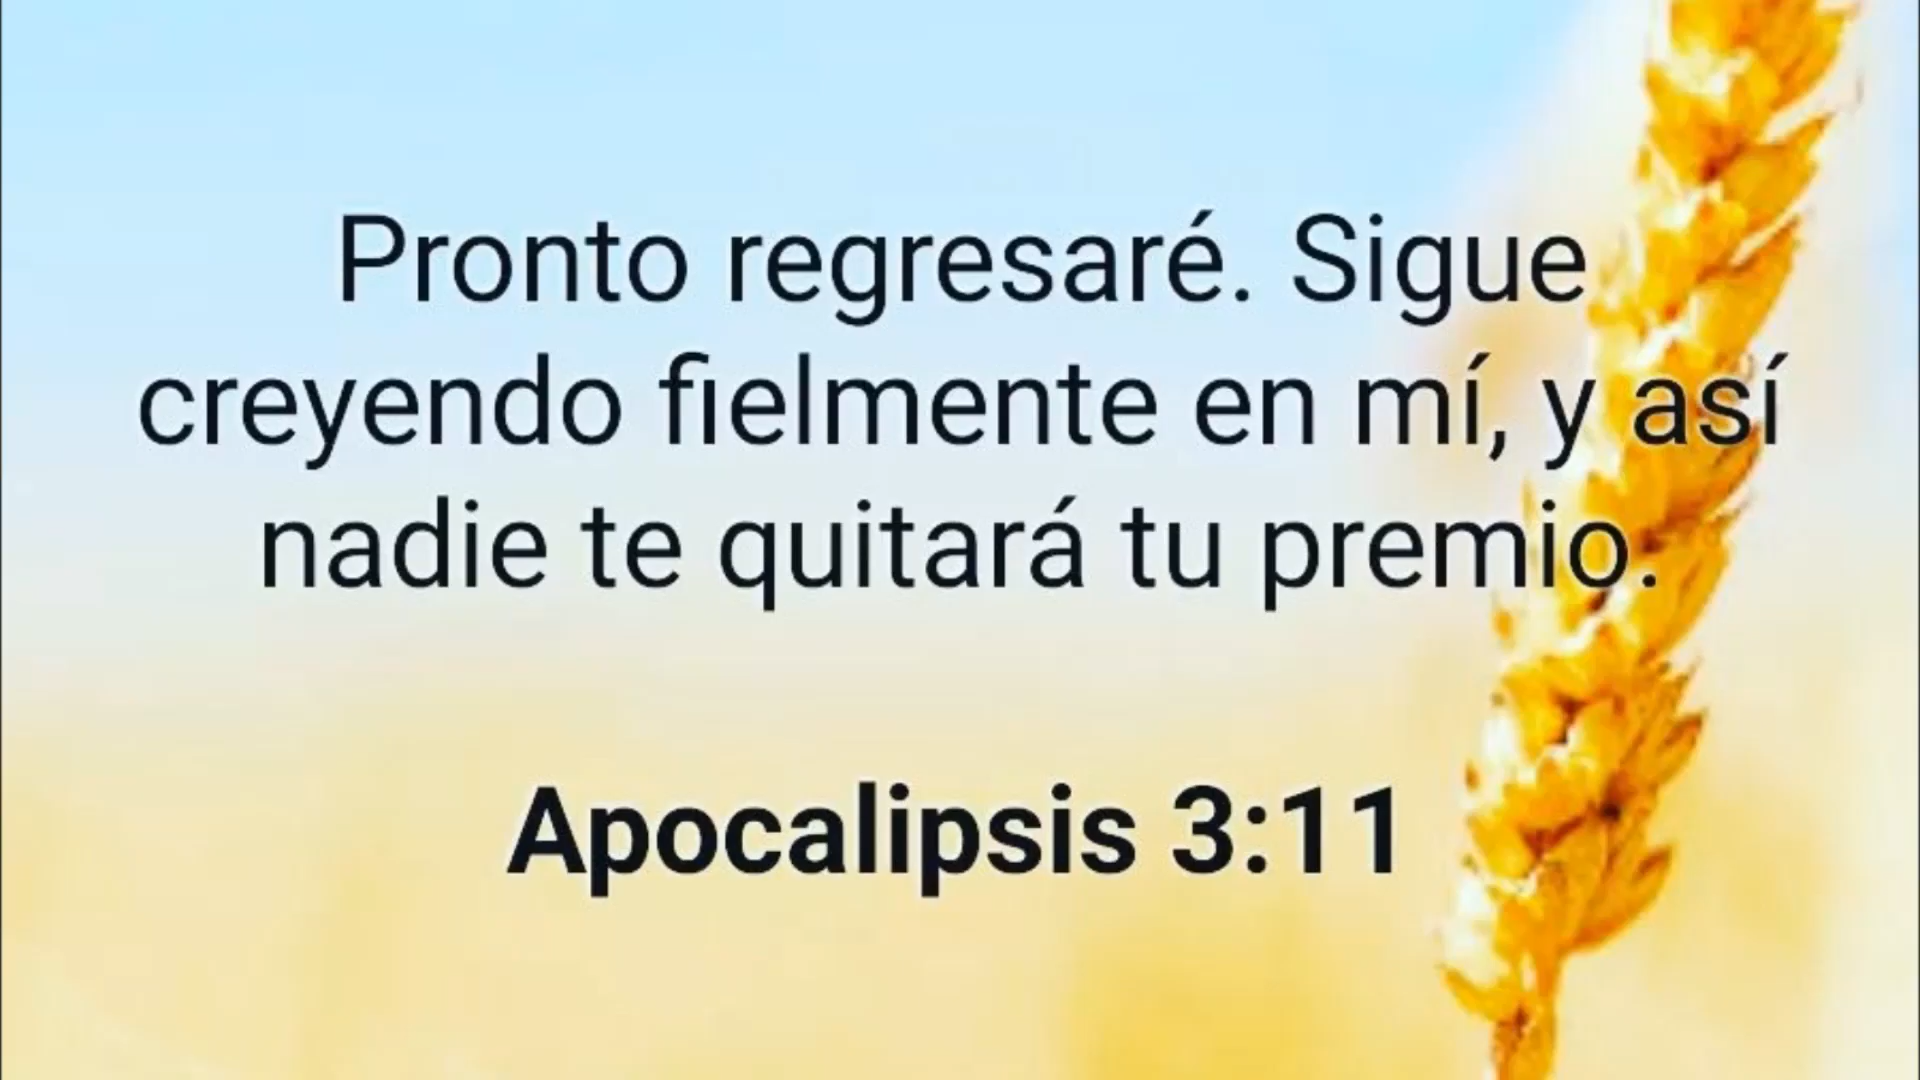 Pronto regresaré. Sigue
creyendo fielmente en mí, y así
nadie te quitará tu premio.
Apocalipsis 3:11